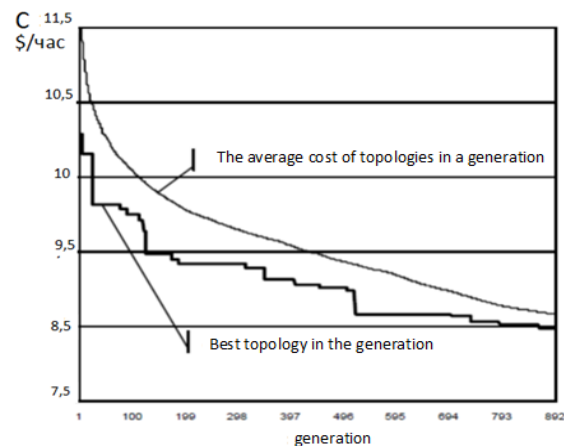 C
$/час
11,5
10,5
10
9,5
8,5
7,5
The average cost of topologies in a generation
Best topology in the generation
1 100 199 298 397 496 595 694 793 892
generation